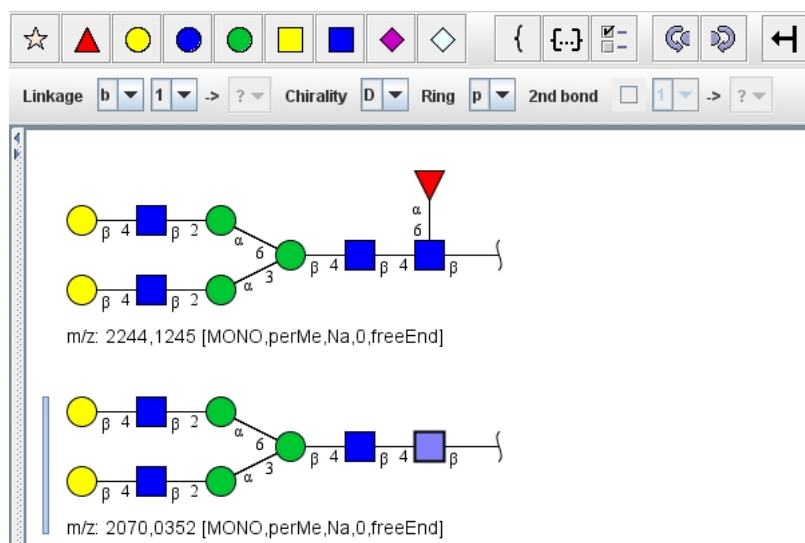 { {...}
Linkage b 1 -> ? Chirality D Ring p 2nd bond 1 -> ?
α
β 4 β 2 6
α
6
β 4 β 4 β
3
α
β 4 β 2
m/z: 2244,1245 [MONO,perMe,Na,0,freeEnd]
β 4 β 2
α
6
β 4 β 4 β
3
α
β 4 β 2
m/z: 2070,0352 [MONO,perMe,Na,0,freeEnd]